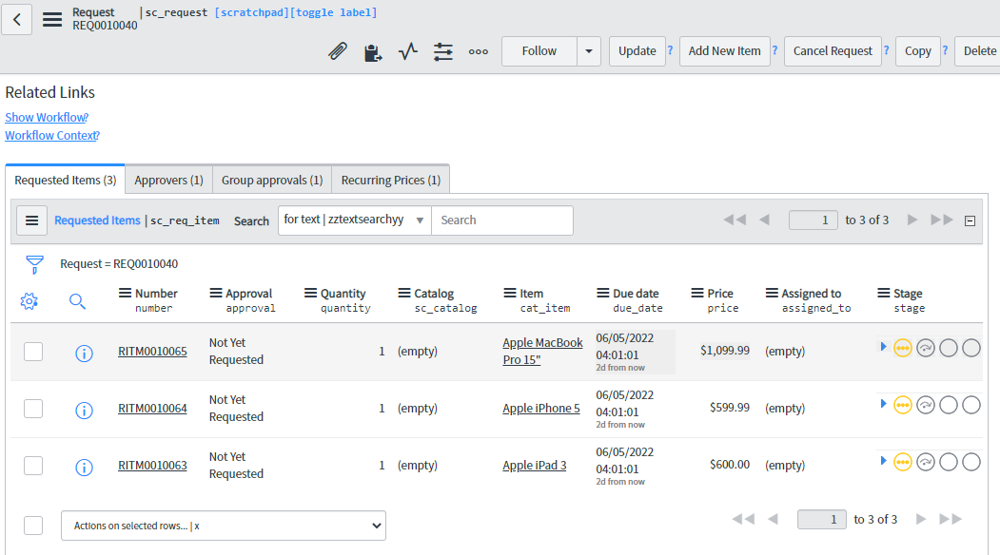 Request |sc_request [scratchpad][toggle label]
REQ0010040
Follow Update ? Add New Item ? Cancel Request ? Copy ? Delete
Related Links
Show Workflow?
Workflow Context?
Requested Items (3) Approvers (1) Group approvals (1) Recurring Prices (1)
Requested Items | sc_req_item Search for text | zztextsearchyy Search 1 to 3 of 3
Request = REQ0010040
Number Approval Quantity Catalog Item Due date Price Assigned to Stage
number approval quantity sc_catalog cat_item due_date price assigned_to stage
RITM0010065 Not Yet Requested 1 (empty) Apple MacBook Pro 15" 06/05/2022 04:01:01 2d from now $1,099.99 (empty)
RITM0010064 Not Yet Requested 1 (empty) Apple iPhone 5 06/05/2022 04:01:01 2d from now $599.99 (empty)
RITM0010063 Not Yet Requested 1 (empty) Apple iPad 3 06/05/2022 04:01:01 2d from now $600.00 (empty)
Actions on selected rows... | x 1 to 3 of 3